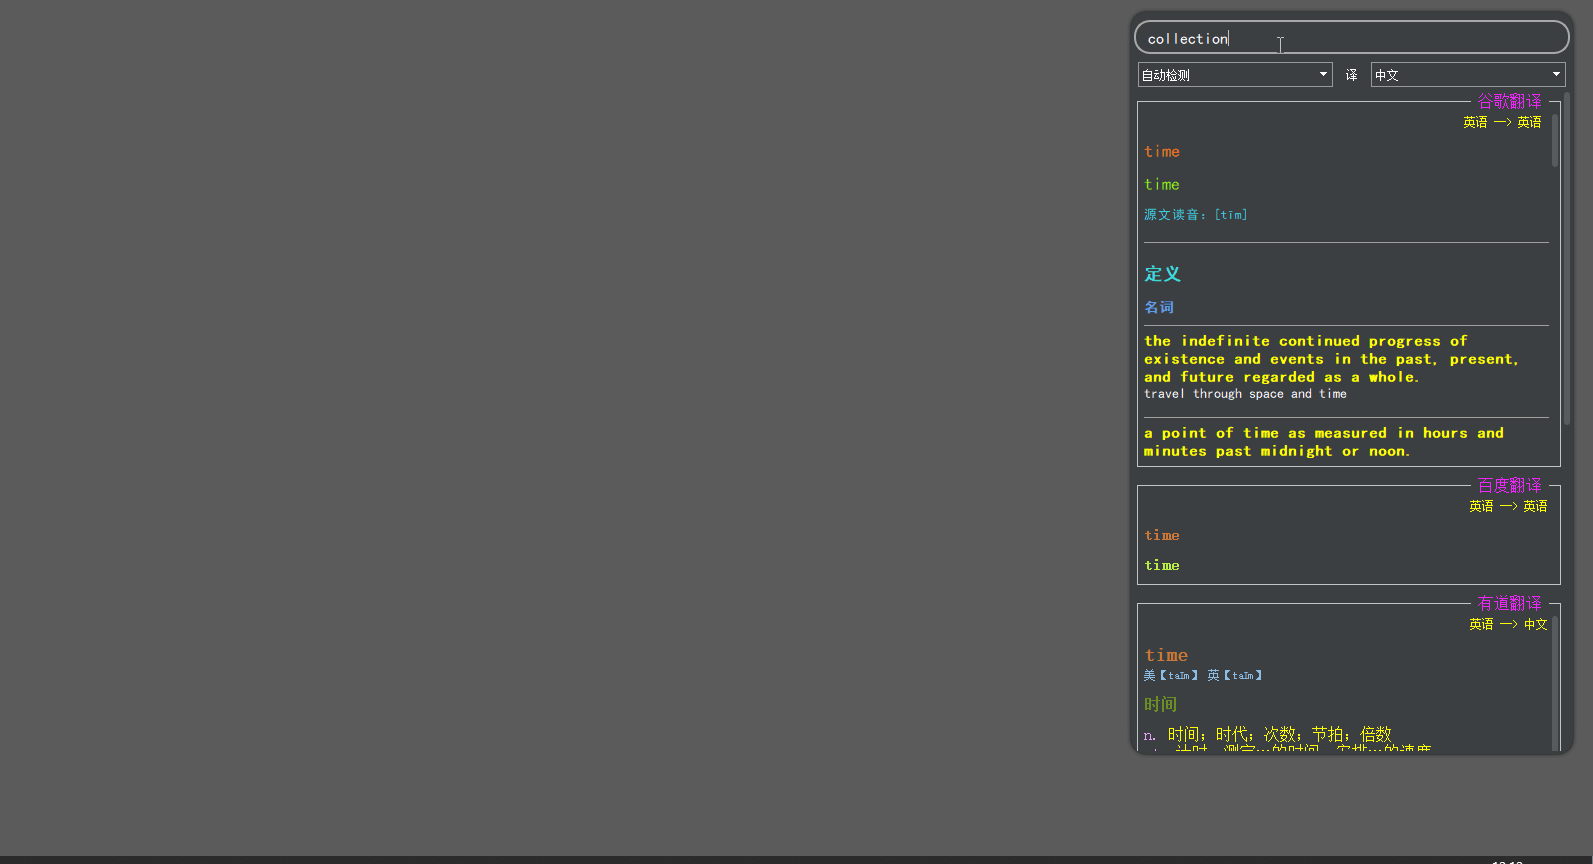 collection
自动检测 译 中文
谷歌翻译
英语 —> 英语
time
time
源文读音：[tīm]
定义
名词
the indefinite continued progress of
existence and events in the past, present,
and future regarded as a whole.
travel through space and time
a point of time as measured in hours and
minutes past midnight or noon.
百度翻译
英语 —> 英语
time
time
有道翻译
英语 —> 中文
time
美【taɪm】 英【taɪm】
时间
n. 时间；时代；次数；节拍；倍数